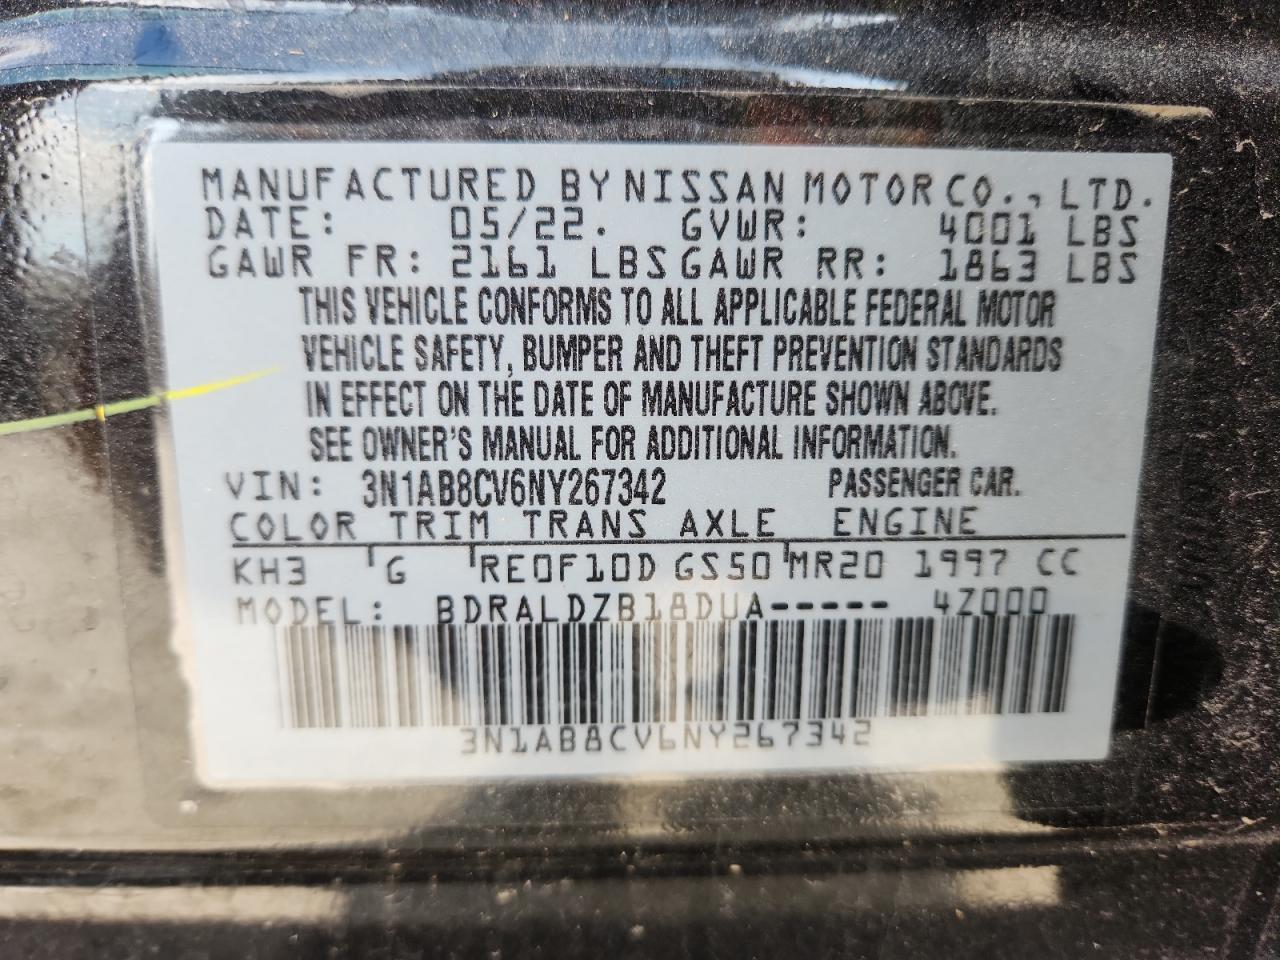 MANUFACTURED BY NISSAN MOTOR CO., LTD.
DATE: 05/22. GVWR: 4001 LBS
GAWR FR: 2161 LBS GAWR RR: 1863 LBS
THIS VEHICLE CONFORMS TO ALL APPLICABLE FEDERAL MOTOR
VEHICLE SAFETY, BUMPER AND THEFT PREVENTION STANDARDS
IN EFFECT ON THE DATE OF MANUFACTURE SHOWN ABOVE.
SEE OWNER'S MANUAL FOR ADDITIONAL INFORMATION.
VIN: 3N1AB8CV6NY267342 PASSENGER CAR.
COLOR TRIM TRANS AXLE ENGINE
KH3 G RE0F10D GS50 MR20 1997 CC
MODEL: BDRALDZB18DUA----- 4Z000
3N1AB8CV6NY267342